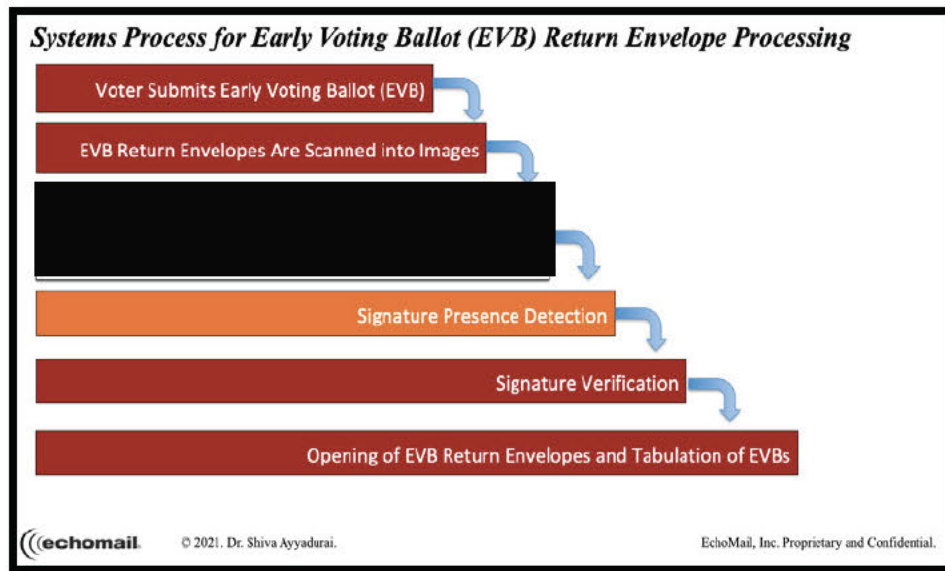 Systems Process for Early Voting Ballot (EVB) Return Envelope Processing
Voter Submits Early Voting Ballot (EVB)
EVB Return Envelopes Are Scanned into Images
Signature Presence Detection
Signature Verification
Opening of EVB Return Envelopes and Tabulation of EVBs
echomail. © 2021. Dr. Shiva Ayyadurai. EchoMail, Inc. Proprietary and Confidential.